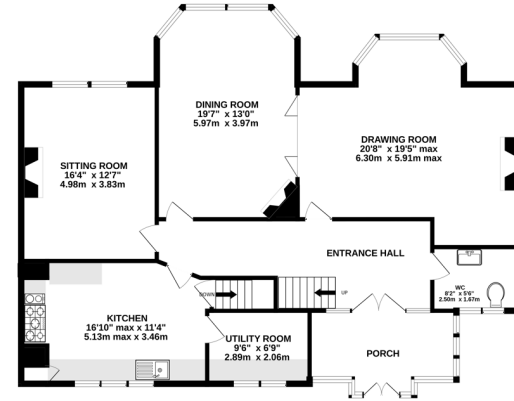 DINING ROOM
19'7" x 13'0"
5.97m x 3.97m
DRAWING ROOM
20'8" x 19'5" max
6.30m x 5.91m max
SITTING ROOM
16'4" x 12'7"
4.98m x 3.83m
ENTRANCE HALL
WC
8'2" x 5'6"
2.50m x 1.67m
DOWN
UP
KITCHEN
16'10" max x 11'4"
5.13m max x 3.46m
UTILITY ROOM
9'6" x 6'9"
2.89m x 2.06m
PORCH